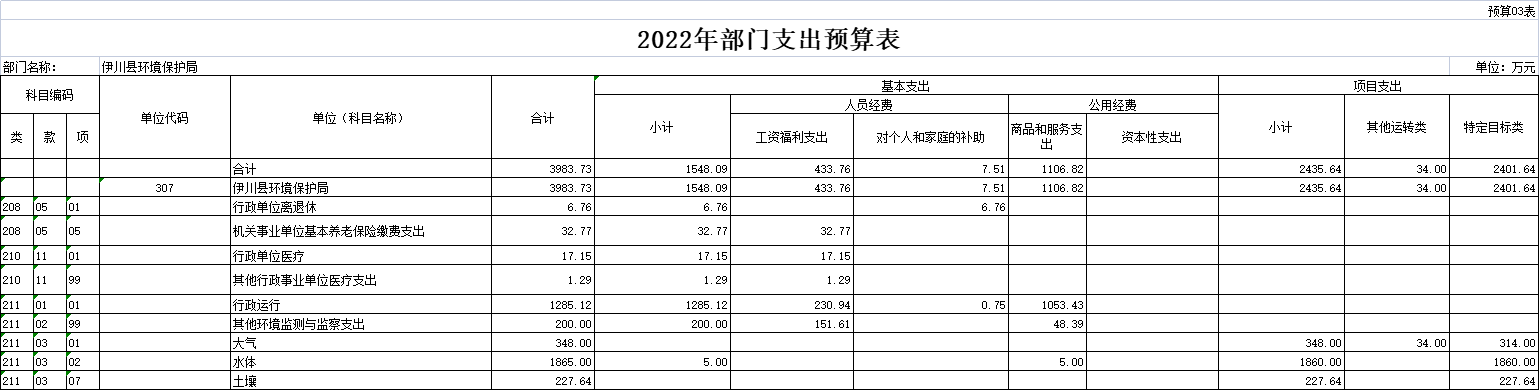 预算03表
2022年部门支出预算表
部门名称： 伊川县环境保护局 单位：万元
科目编码 单位代码 单位（科目名称） 合计 基本支出 项目支出
小计 人员经费 公用经费 小计 其他运转类 特定目标类
类 款 项 工资福利支出 对个人和家庭的补助 商品和服务支出 资本性支出
合计 3983.73 1548.09 433.76 7.51 1106.82 2435.64 34.00 2401.64
307 伊川县环境保护局 3983.73 1548.09 433.76 7.51 1106.82 2435.64 34.00 2401.64
208 05 01 行政单位离退休 6.76 6.76 6.76
208 05 05 机关事业单位基本养老保险缴费支出 32.77 32.77 32.77
210 11 01 行政单位医疗 17.15 17.15 17.15
210 11 99 其他行政事业单位医疗支出 1.29 1.29 1.29
211 01 01 行政运行 1285.12 1285.12 230.94 0.75 1053.43
211 02 99 其他环境监测与监察支出 200.00 200.00 151.61 48.39
211 03 01 大气 348.00 348.00 34.00 314.00
211 03 02 水体 1865.00 5.00 5.00 1860.00 1860.00
211 03 07 土壤 227.64 227.64 227.64